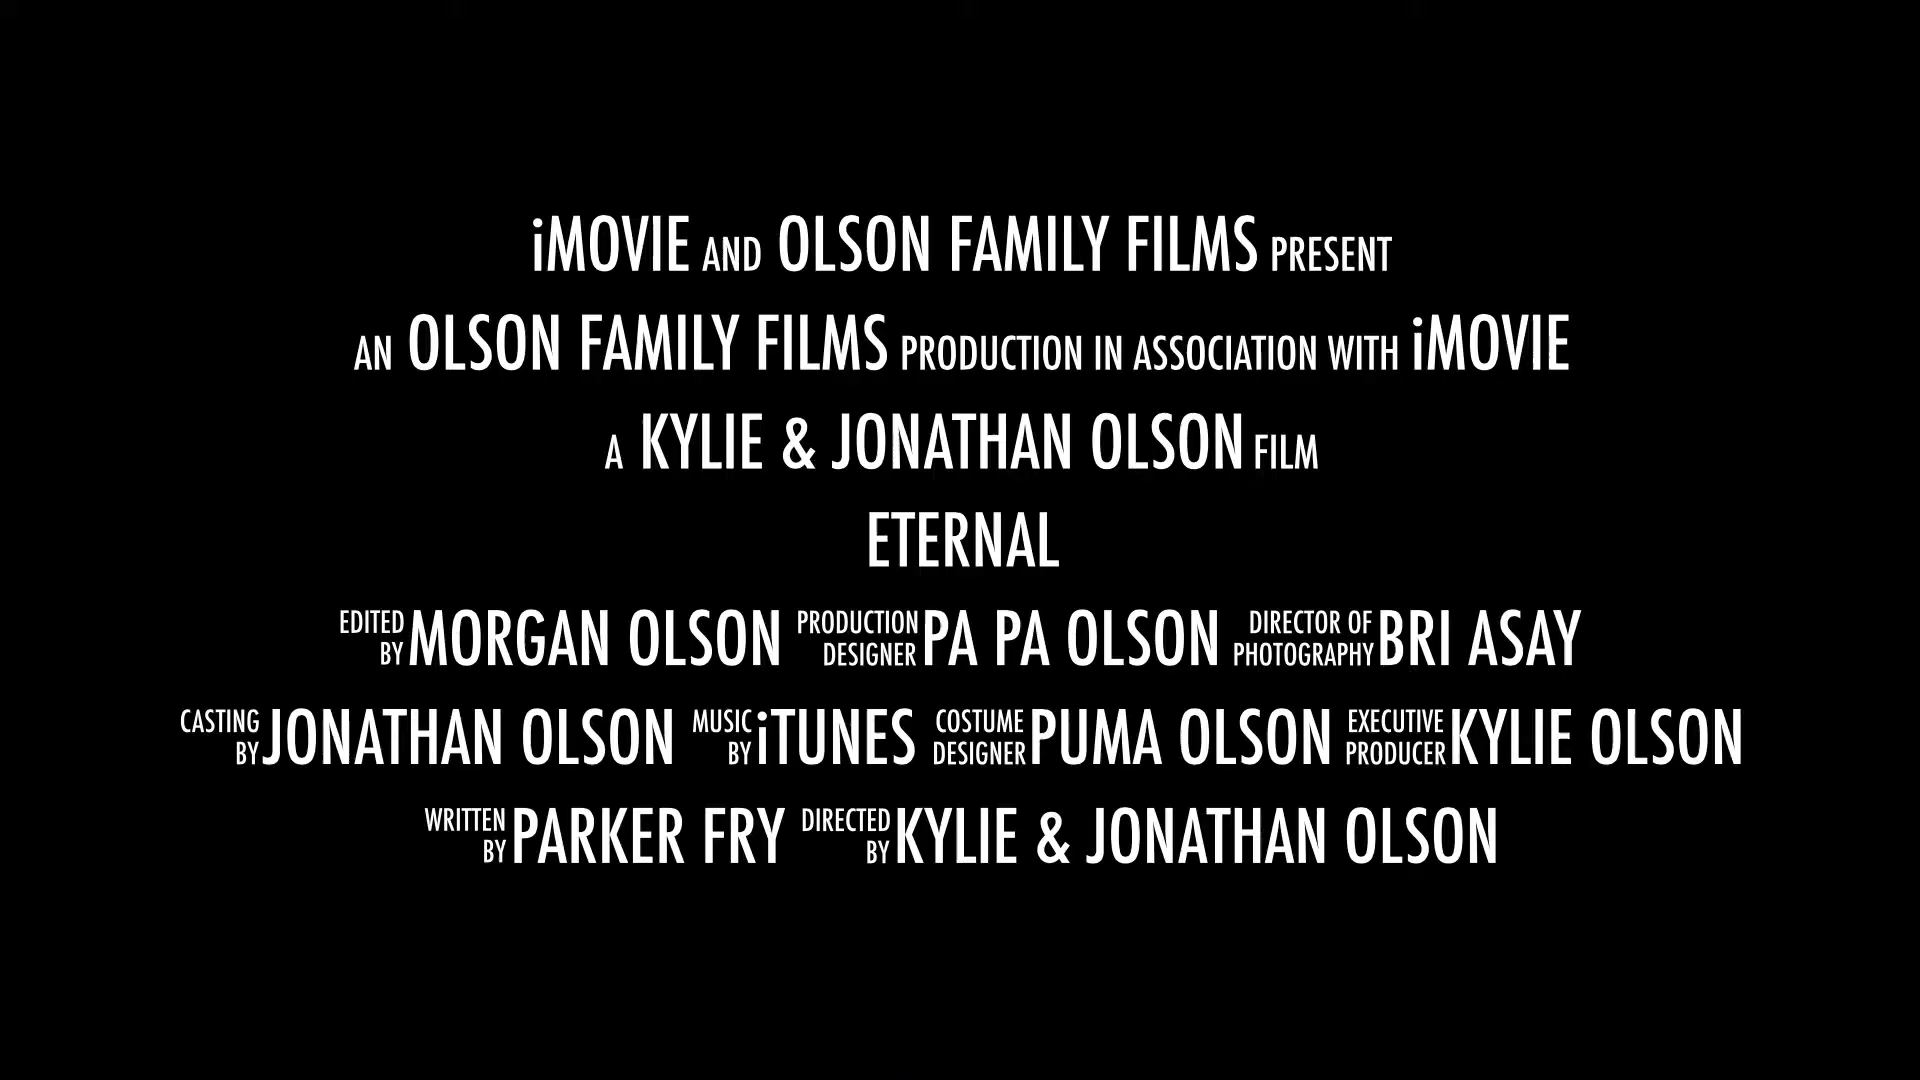 iMOVIE AND OLSON FAMILY FILMS PRESENT
AN OLSON FAMILY FILMS PRODUCTION IN ASSOCIATION WITH iMOVIE
A KYLIE & JONATHAN OLSON FILM
ETERNAL
EDITED BY MORGAN OLSON PRODUCTION DESIGNER PA PA OLSON DIRECTOR OF PHOTOGRAPHY BRI ASAY
CASTING BY JONATHAN OLSON MUSIC BY iTUNES COSTUME DESIGNER PUMA OLSON EXECUTIVE PRODUCER KYLIE OLSON
WRITTEN BY PARKER FRY DIRECTED BY KYLIE & JONATHAN OLSON